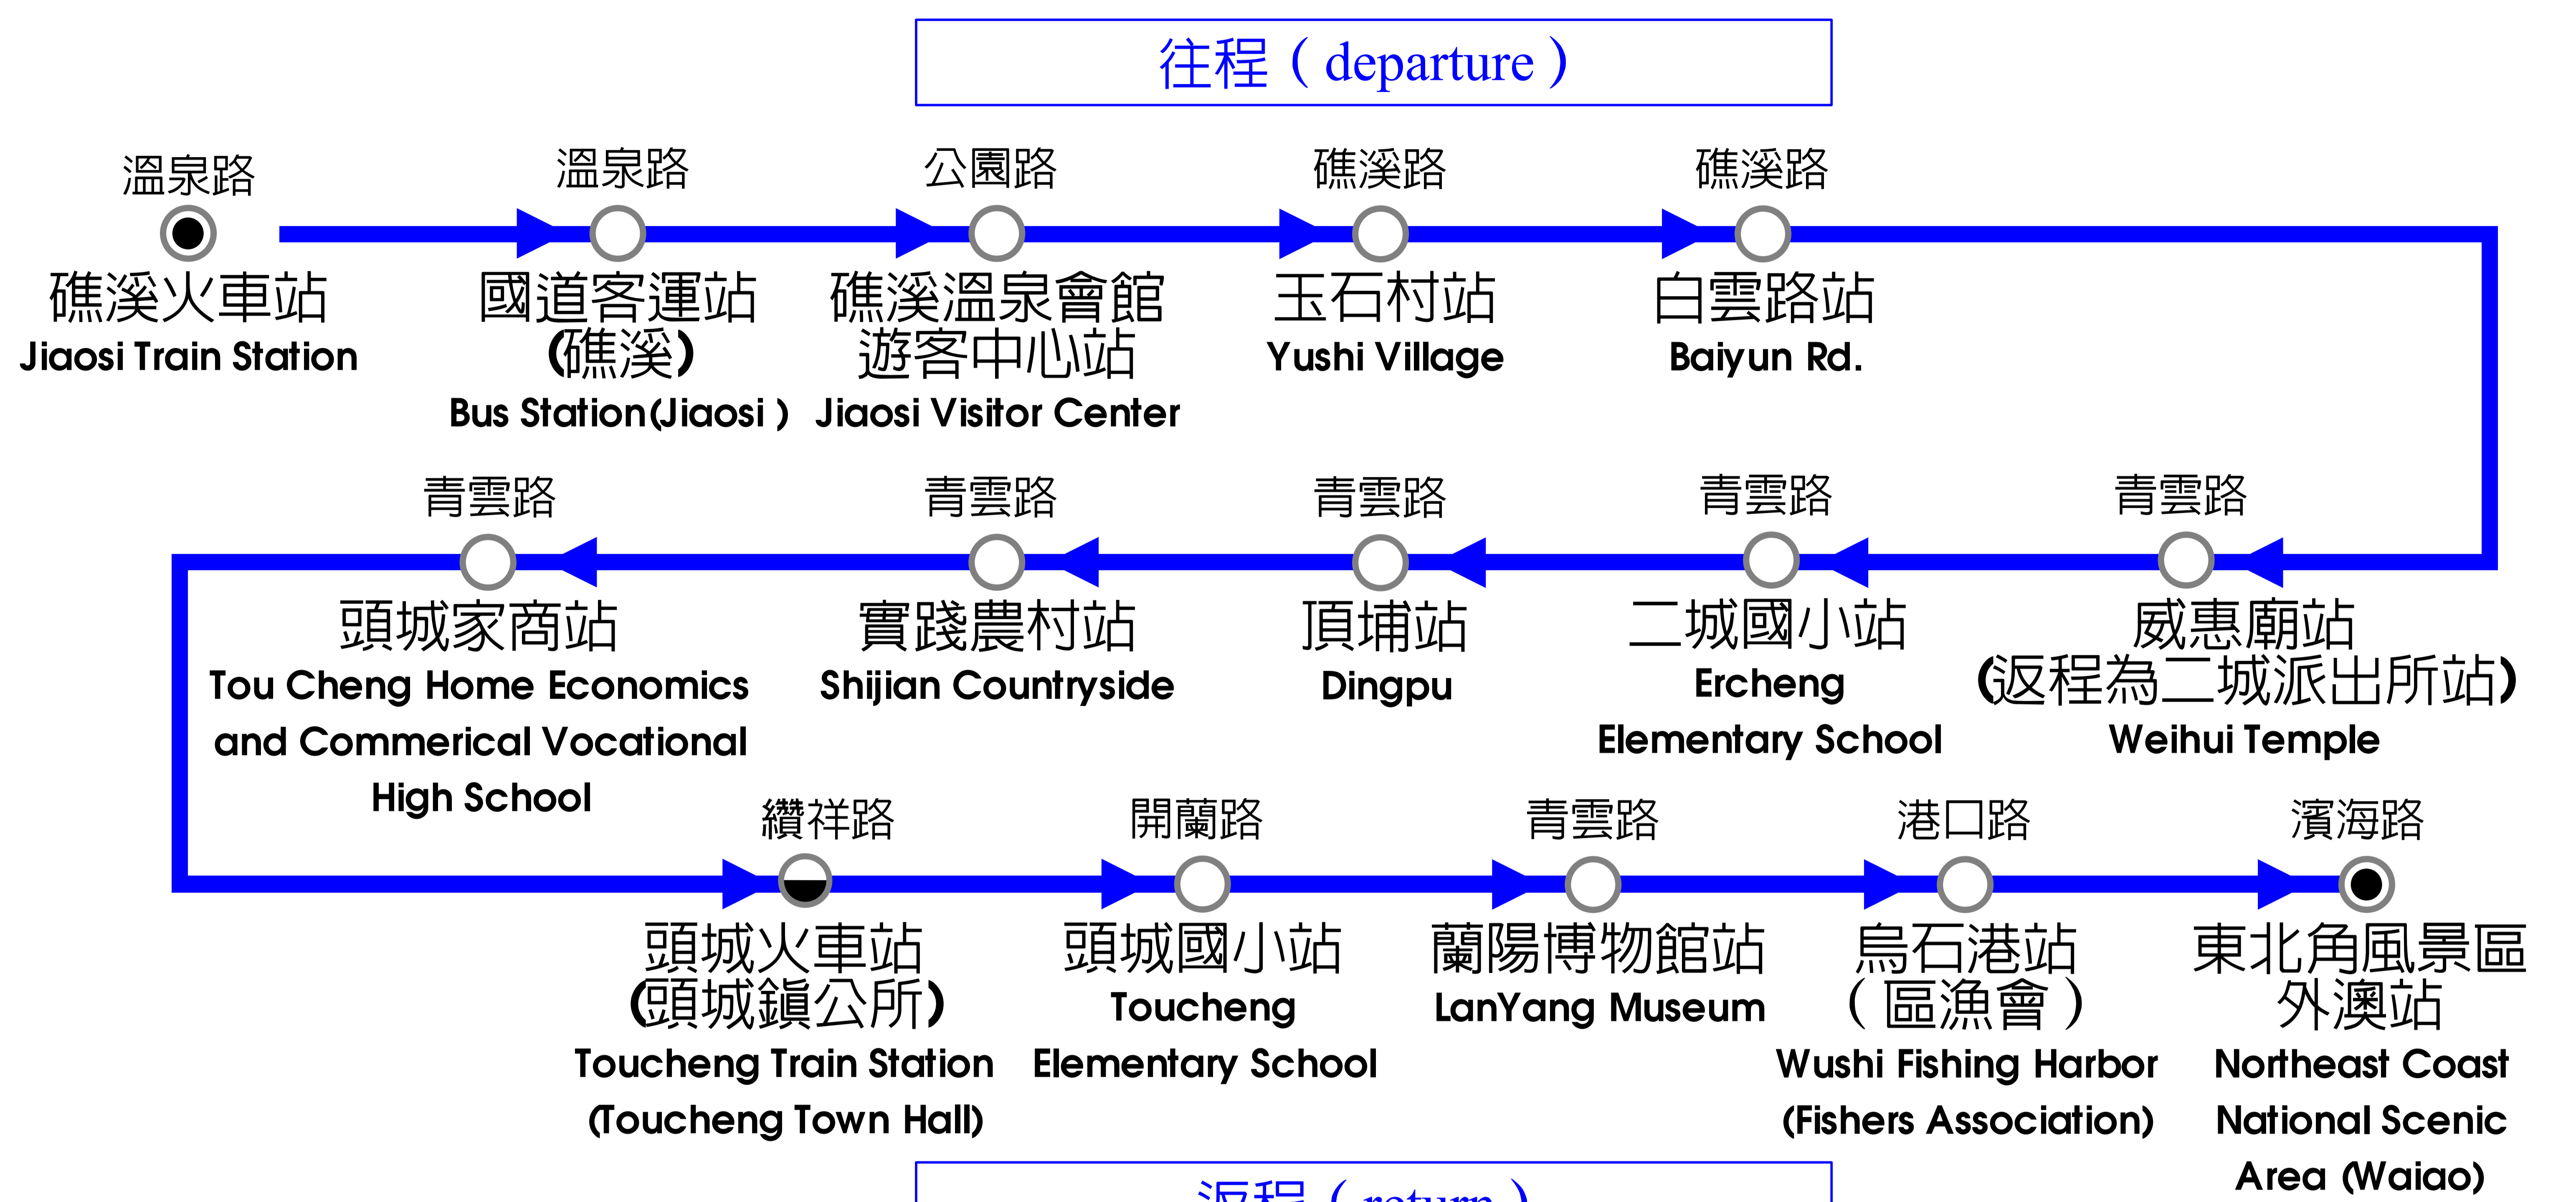 往程（departure）
溫泉路
礁溪火車站
Jiaosi Train Station
溫泉路
國道客運站
(礁溪)
Bus Station(Jiaosi )
公園路
礁溪溫泉會館
遊客中心站
Jiaosi Visitor Center
礁溪路
玉石村站
Yushi Village
礁溪路
白雲路站
Baiyun Rd.
青雲路
威惠廟站
(返程為二城派出所站)
Weihui Temple
青雲路
二城國小站
Ercheng
Elementary School
青雲路
頂埔站
Dingpu
青雲路
實踐農村站
Shijian Countryside
青雲路
頭城家商站
Tou Cheng Home Economics
and Commerical Vocational
High School
纘祥路
頭城火車站
(頭城鎮公所)
Toucheng Train Station
(Toucheng Town Hall)
開蘭路
頭城國小站
Toucheng
Elementary School
青雲路
蘭陽博物館站
LanYang Museum
港口路
烏石港站
（區漁會）
Wushi Fishing Harbor
(Fishers Association)
濱海路
東北角風景區
外澳站
Northeast Coast
National Scenic
Area (Waiao)
返程（return）